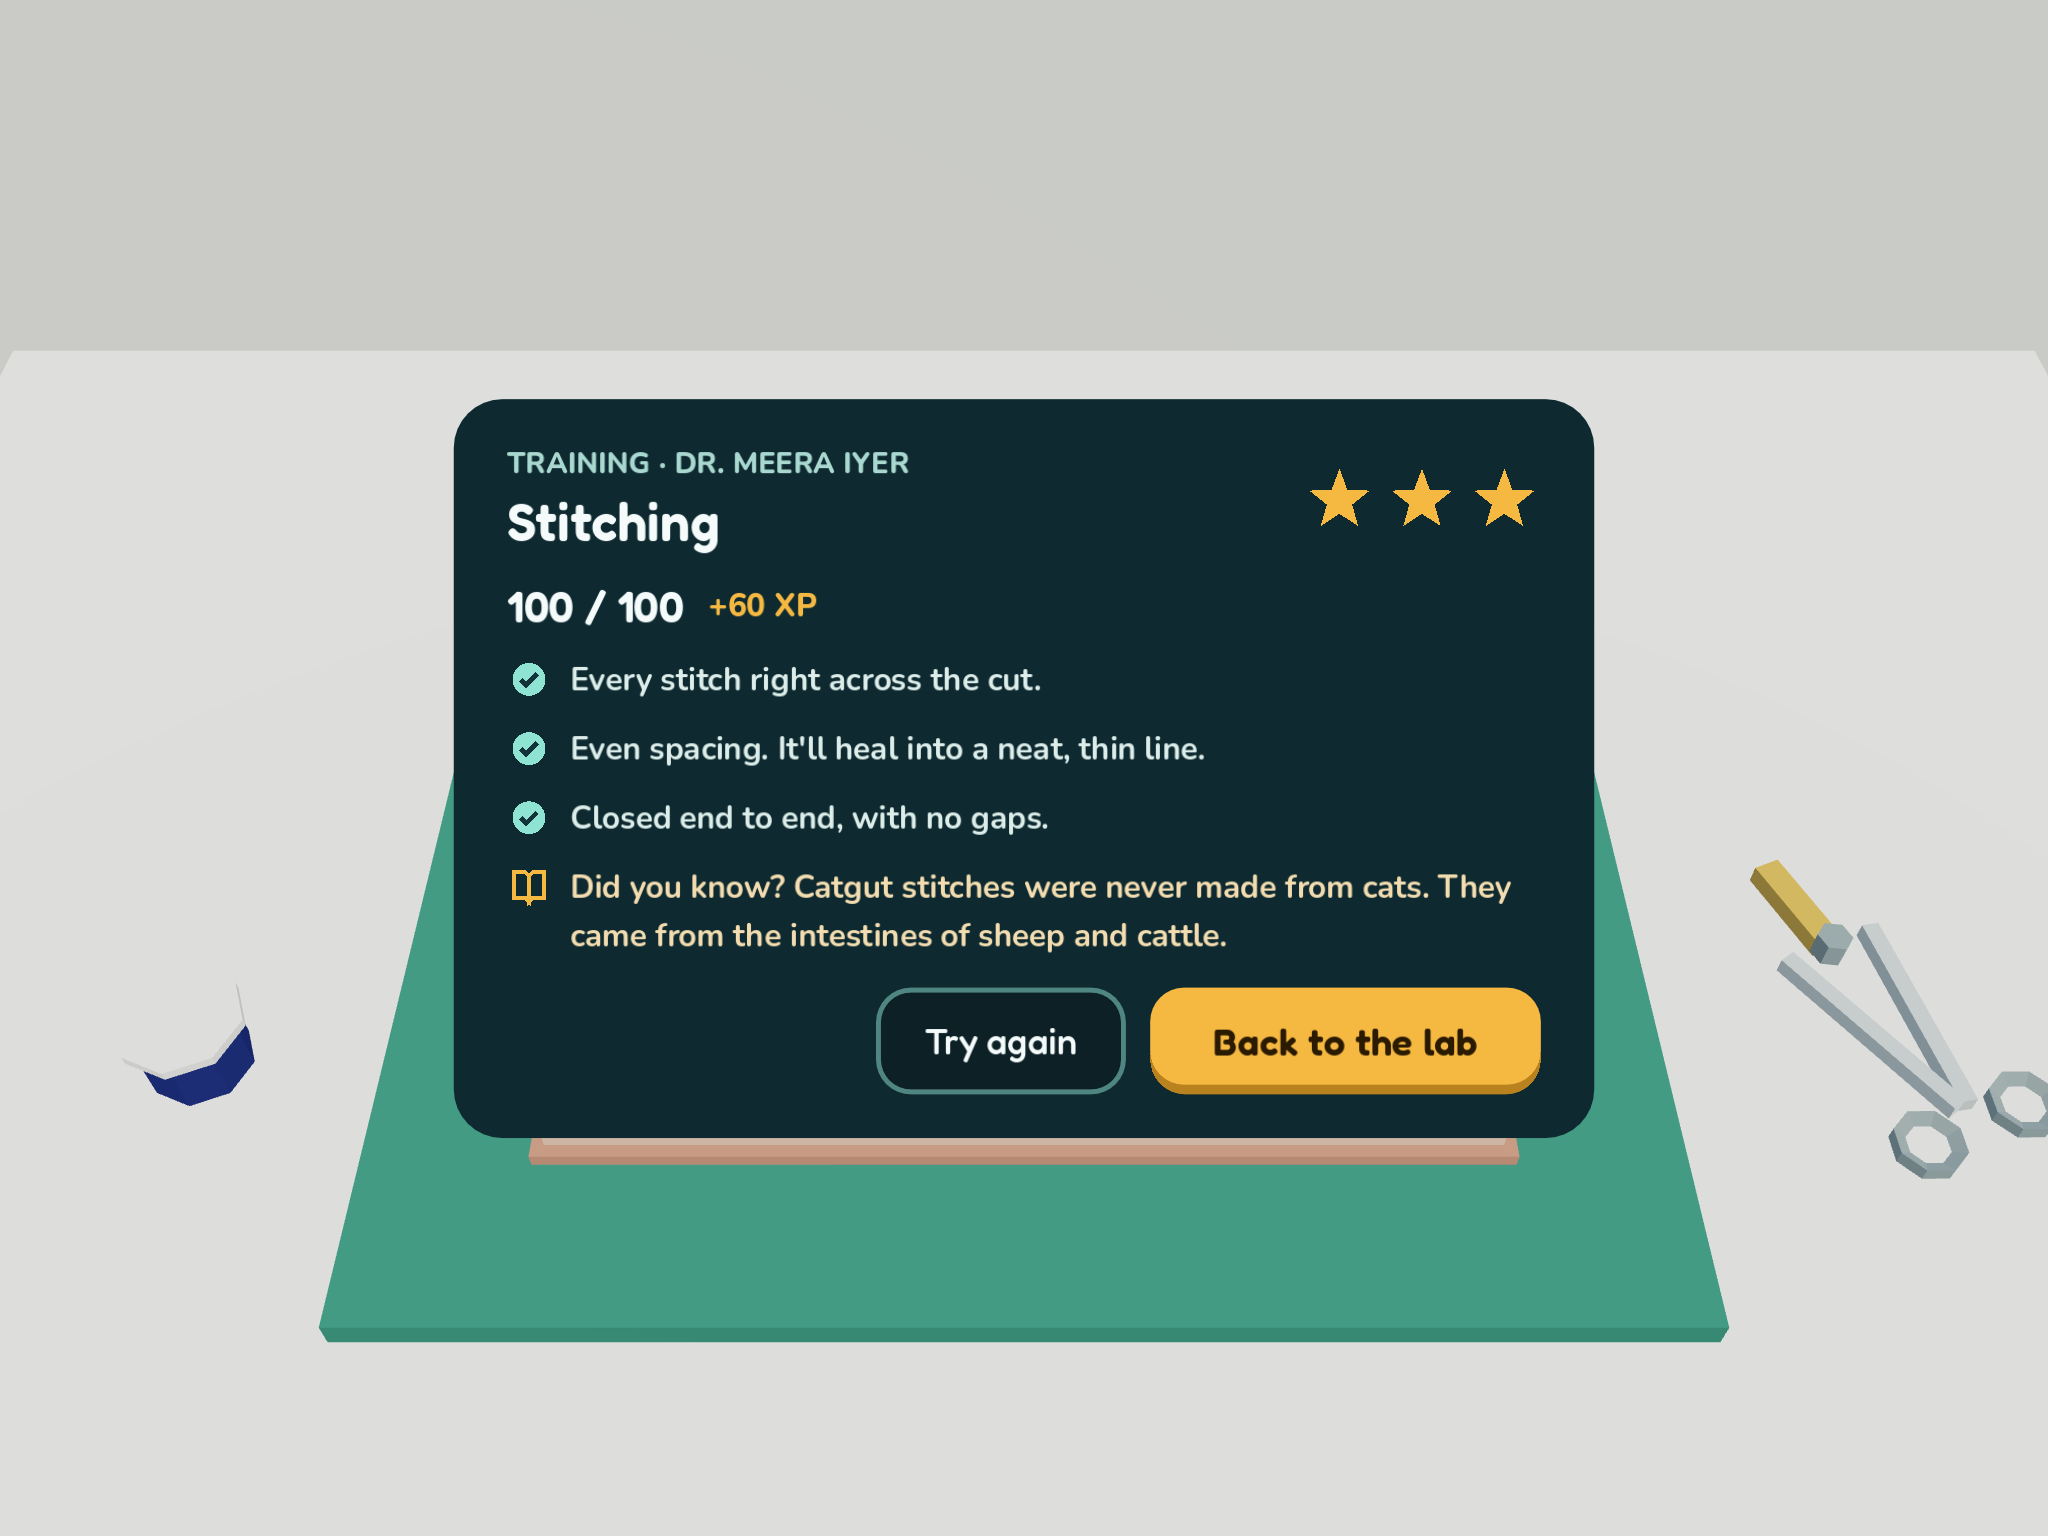 TRAINING · DR. MEERA IYER
Stitching
100 / 100 +60 XP
Every stitch right across the cut.
Even spacing. It'll heal into a neat, thin line.
Closed end to end, with no gaps.
Did you know? Catgut stitches were never made from cats. They
came from the intestines of sheep and cattle.
Try again
Back to the lab